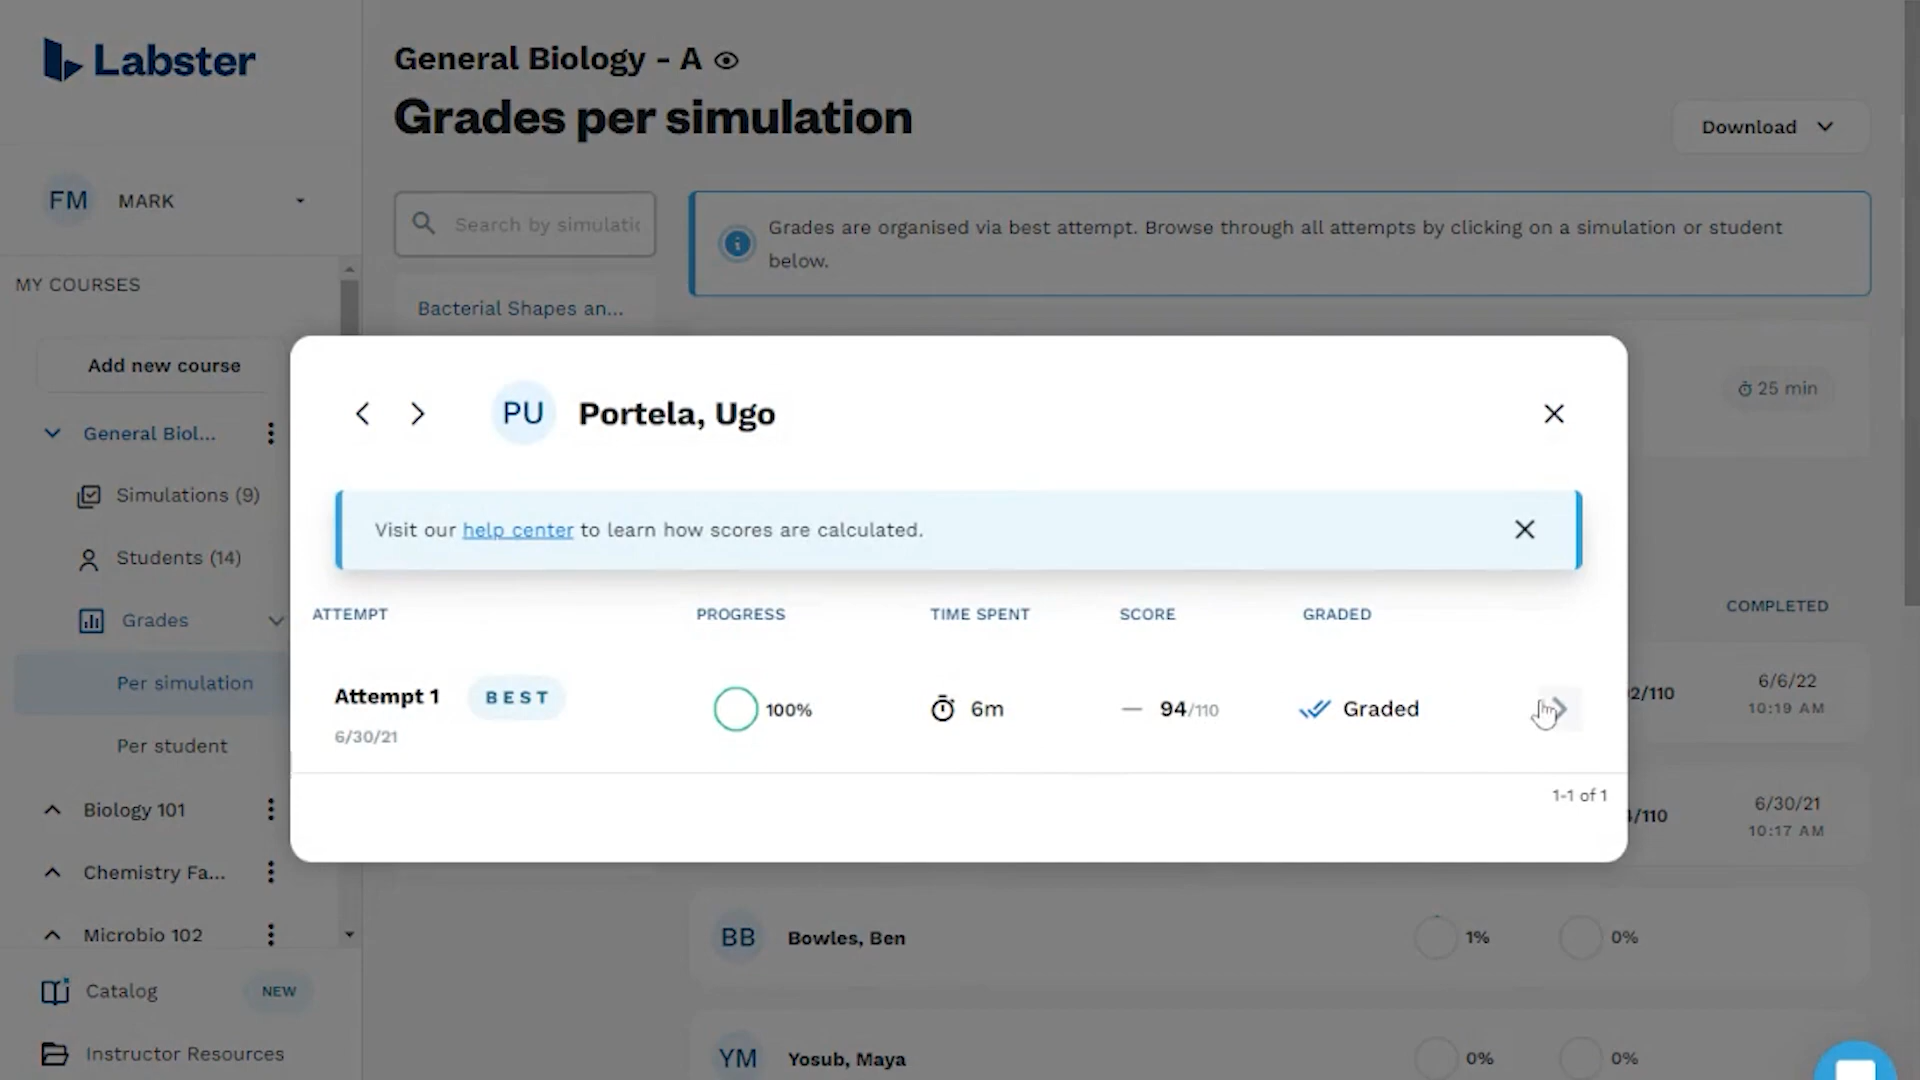 Labster
FM MARK
MY COURSES
Add new course
General Biol...
Simulations (9)
Students (14)
Grades
Per simulation
Per student
Biology 101
Chemistry Fa...
Microbio 102
Catalog NEW
Instructor Resources
General Biology - A
Grades per simulation
Download
Search by simulatio
Grades are organised via best attempt. Browse through all attempts by clicking on a simulation or student
below.
Bacterial Shapes an...
25 min
PU Portela, Ugo
Visit our help center to learn how scores are calculated.
ATTEMPT PROGRESS TIME SPENT SCORE GRADED
Attempt 1 BEST 100% 6m — 94/110 Graded
6/30/21
1-1 of 1
COMPLETED
2/110 6/6/22
10:19 AM
/110 6/30/21
10:17 AM
BB Bowles, Ben 1% 0%
YM Yosub, Maya 0% 0%